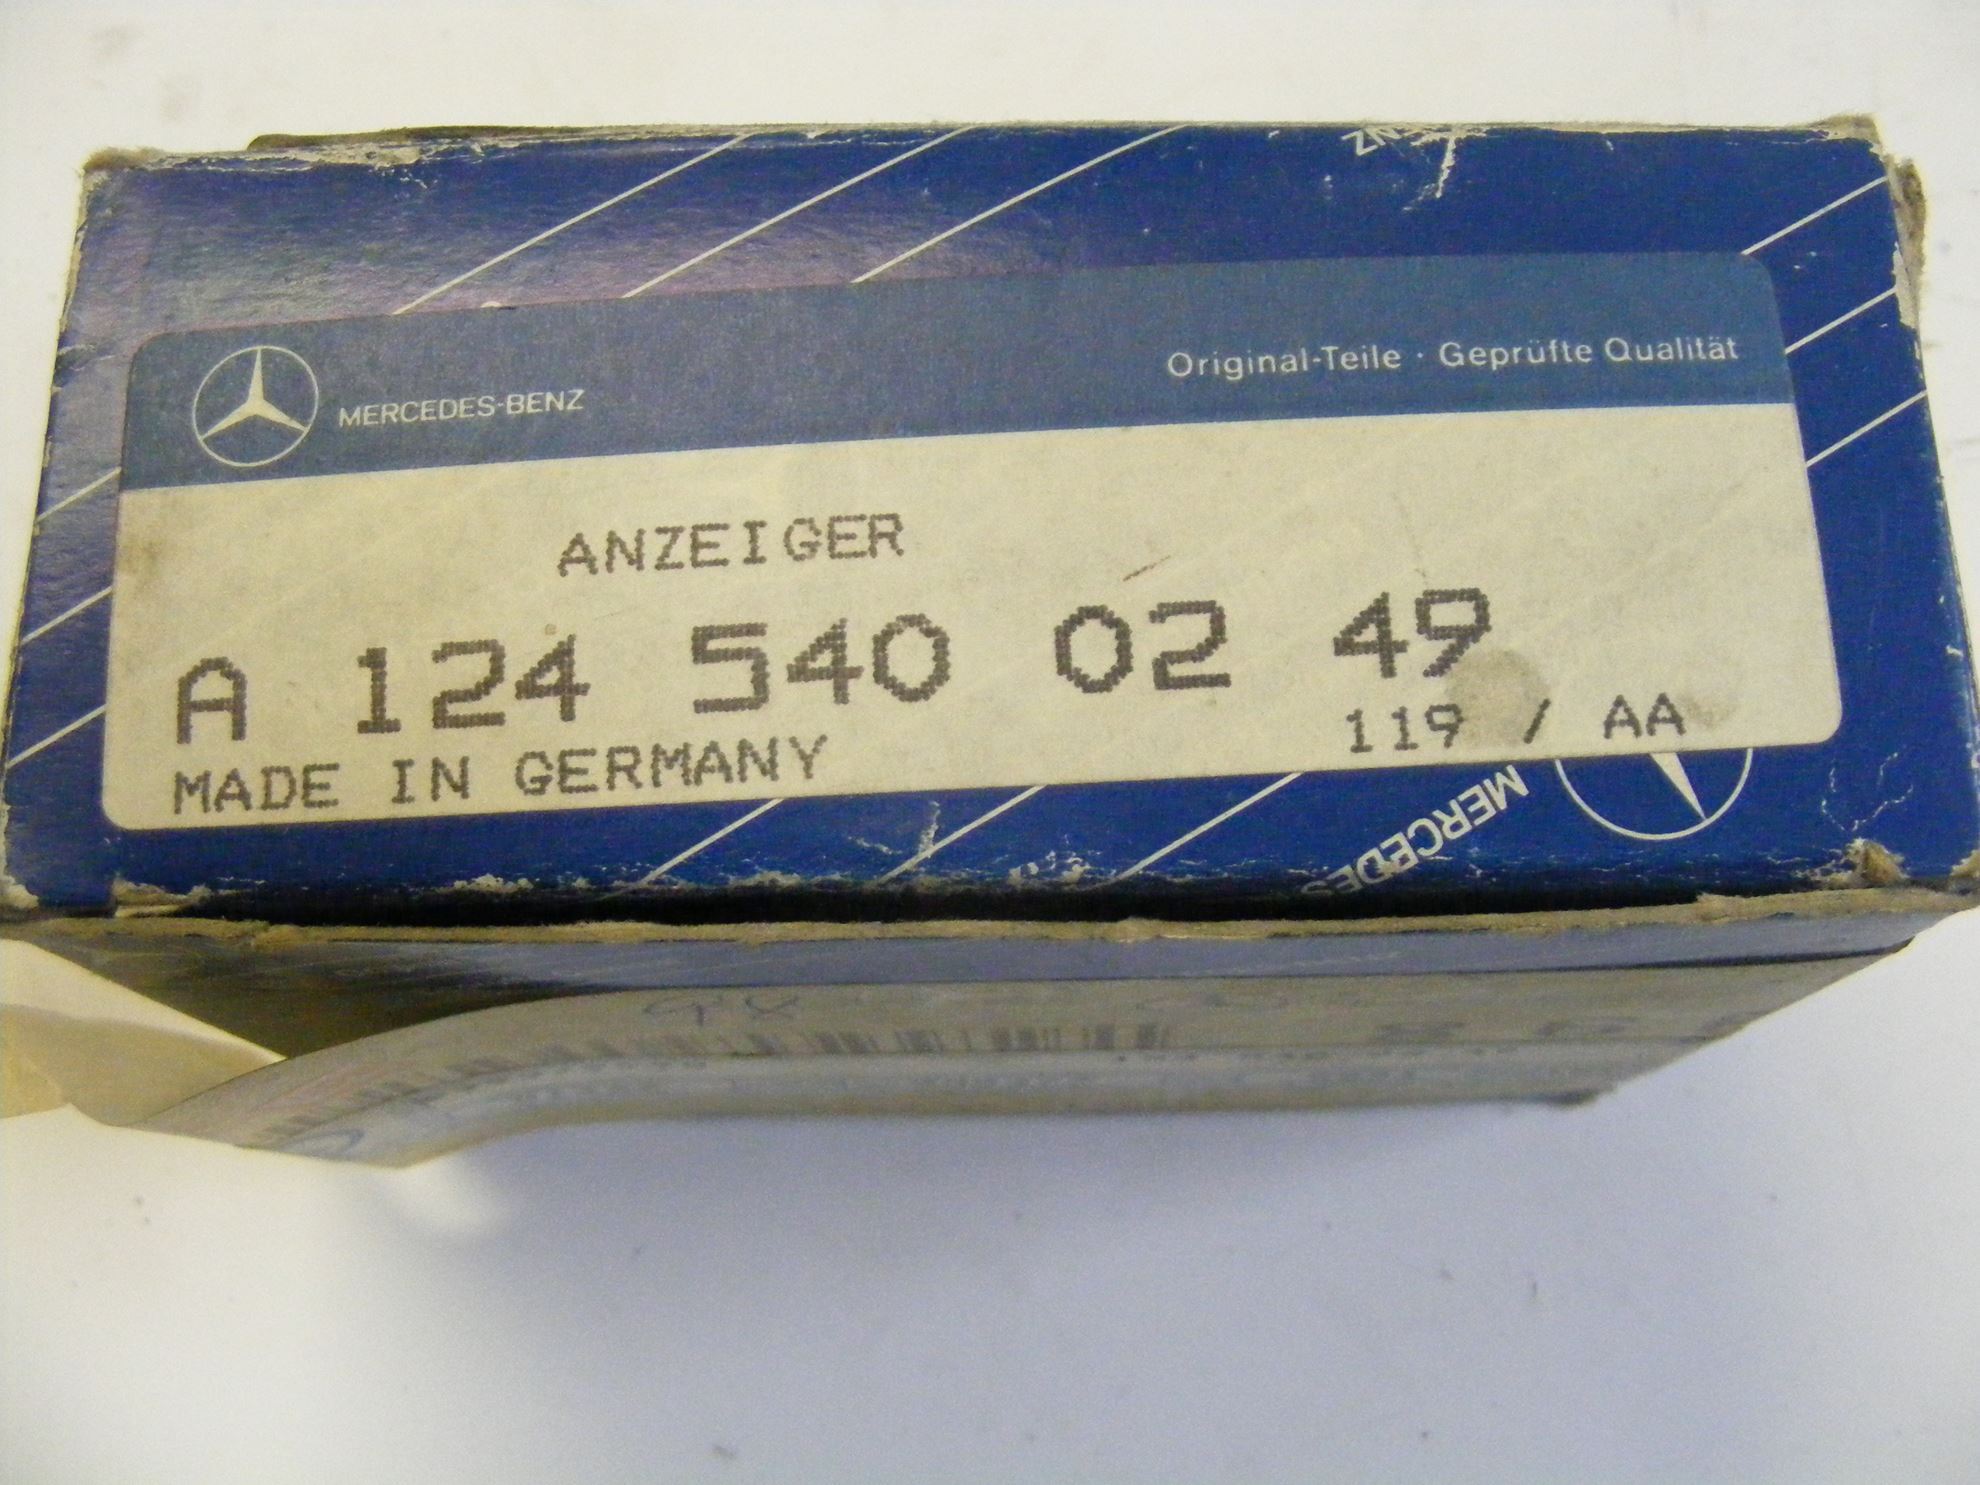 MERCEDES-BENZ
Original-Teile · Geprüfte Qualität
ANZEIGER
A 124 540 02 49
MADE IN GERMANY
119 / AA
MERCEDES